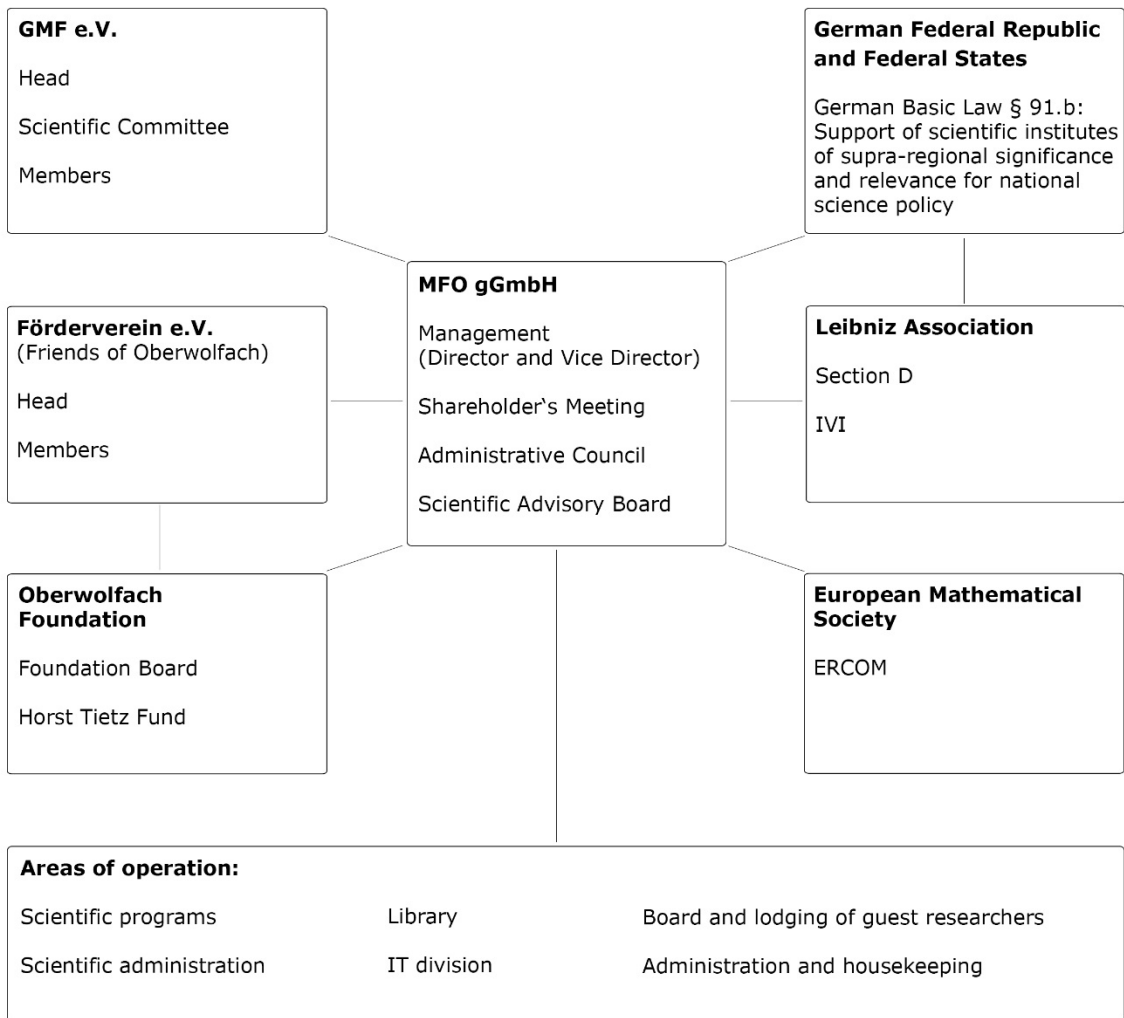 GMF e.V.
Head
Scientific Committee
Members
German Federal Republic
and Federal States
German Basic Law § 91.b:
Support of scientific institutes
of supra-regional significance
and relevance for national
science policy
MFO gGmbH
Management
(Director and Vice Director)
Shareholder‘s Meeting
Administrative Council
Scientific Advisory Board
Förderverein e.V.
(Friends of Oberwolfach)
Head
Members
Leibniz Association
Section D
IVI
Oberwolfach
Foundation
Foundation Board
Horst Tietz Fund
European Mathematical
Society
ERCOM
Areas of operation:
Scientific programs Library Board and lodging of guest researchers
Scientific administration IT division Administration and housekeeping